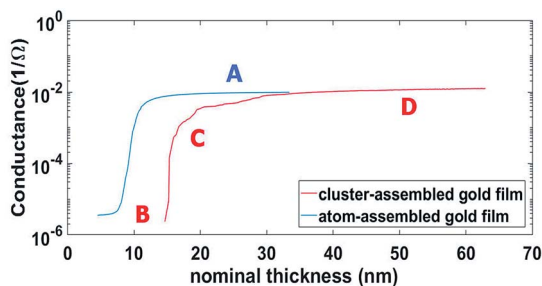 10⁰
10⁻²
10⁻⁴
10⁻⁶
Conductance(1/Ω)
A
B
C
D
cluster-assembled gold film
atom-assembled gold film
0 10 20 30 40 50 60 70
nominal thickness (nm)